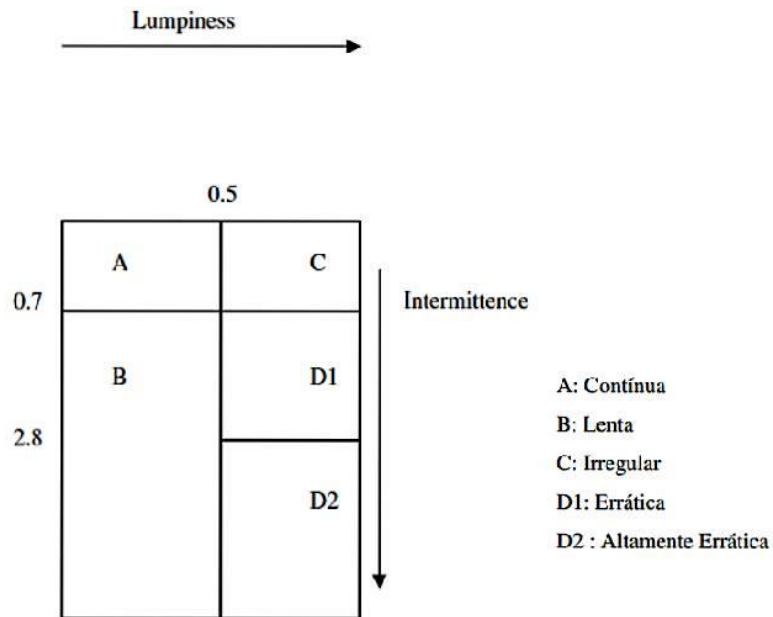 Lumpiness
0.5
A
C
0.7
Intermittence
B
D1
2.8
D2
A: Contínua
B: Lenta
C: Irregular
D1: Errática
D2 : Altamente Errática